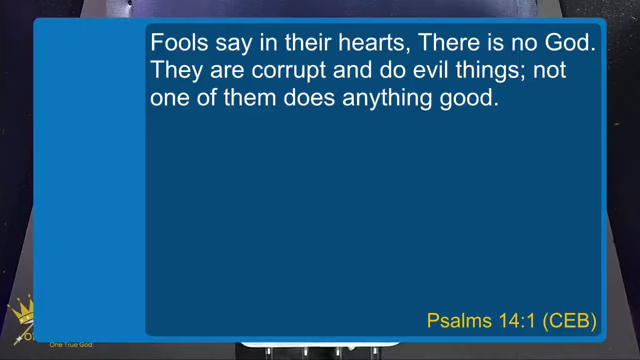 Fools say in their hearts, There is no God.
They are corrupt and do evil things; not
one of them does anything good.
Psalms 14:1 (CEB)
One True God